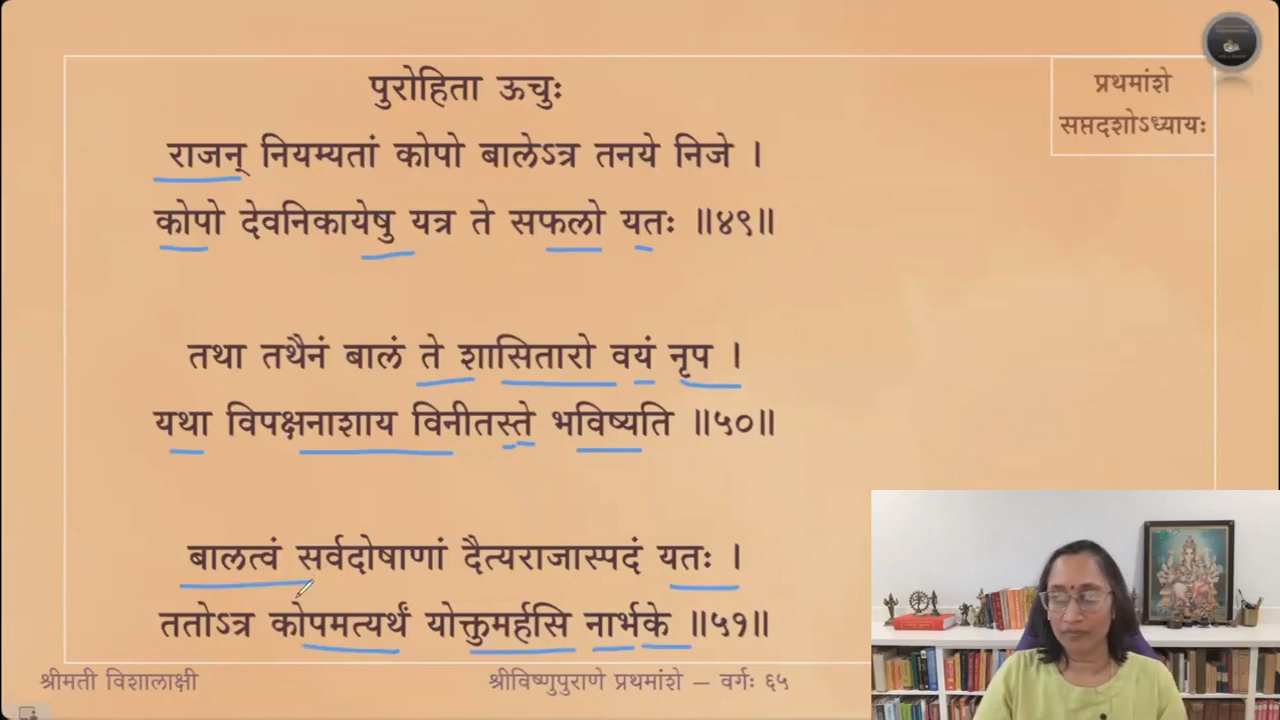 पुरोहिता ऊचुः
प्रथमांशे
सप्तदशोऽध्यायः
राजन् नियम्यतां कोपो बालेऽत्र तनये निजे ।
कोपो देवनिकायेषु यत्र ते सफलो यतः ॥४९॥
तथा तथैनं बालं ते शासितारो वयं नृप ।
यथा विपक्षनाशाय विनीतस्ते भविष्यति ॥५०॥
बालत्वं सर्वदोषाणां दैत्यराजास्पदं यतः ।
ततोऽत्र कोपमत्यर्थं योक्तुमर्हसि नार्भके ॥५१॥
श्रीमती विशालाक्षी
श्रीविष्णुपुराणे प्रथमांशे – वर्गः ६५